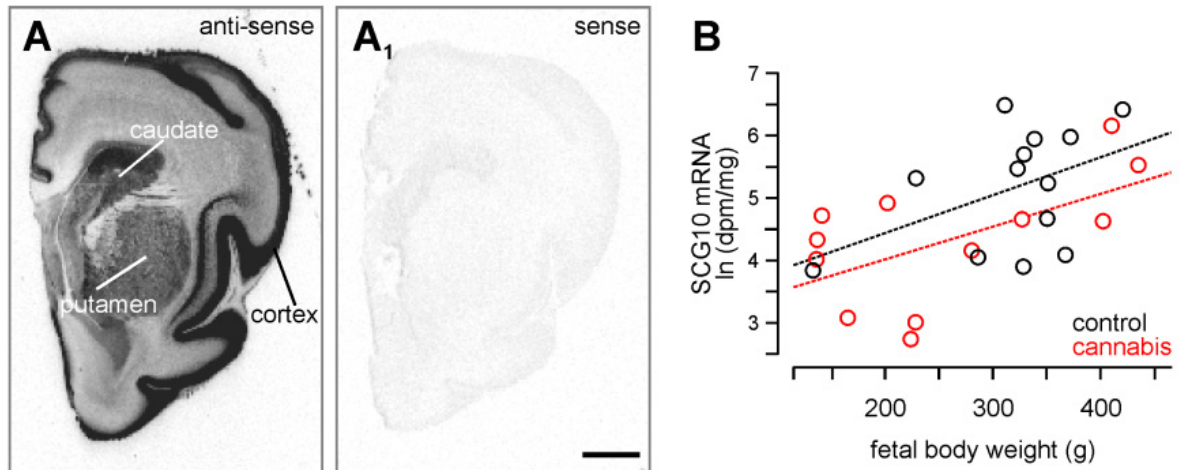 A
anti-sense
caudate
putamen
cortex
A1
sense
B
SCG10 mRNA
ln (dpm/mg)
7
6
5
4
3
control
cannabis
200
300
400
fetal body weight (g)